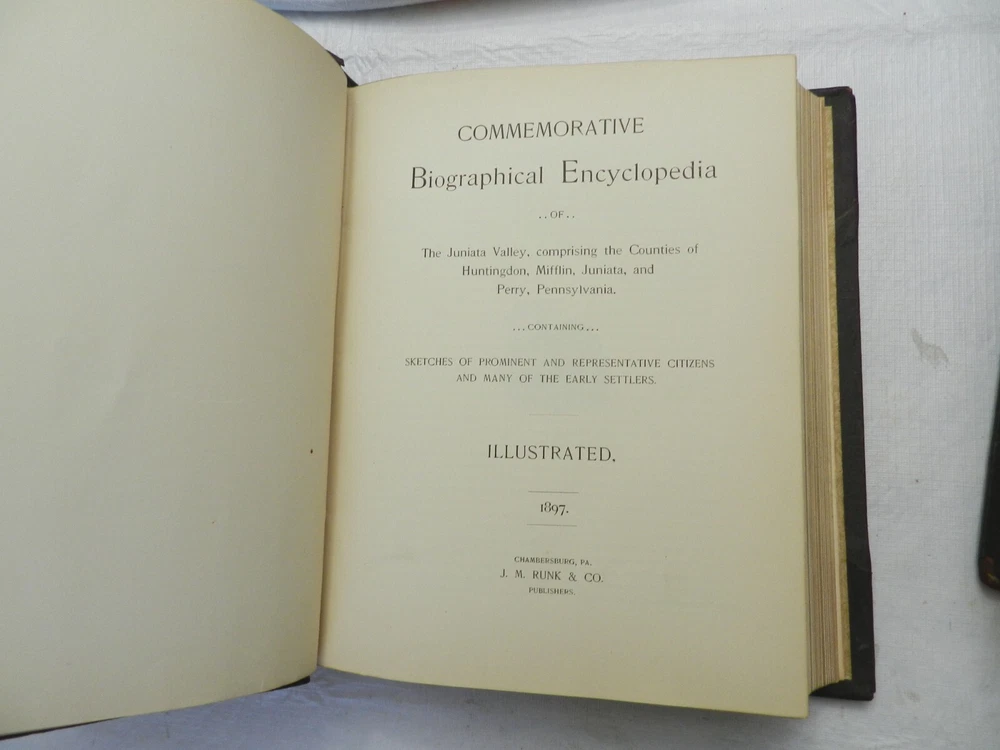 COMMEMORATIVE
Biographical Encyclopedia
..OF..
The Juniata Valley, comprising the Counties of
Huntingdon, Mifflin, Juniata, and
Perry, Pennsylvania.
...CONTAINING...
SKETCHES OF PROMINENT AND REPRESENTATIVE CITIZENS
AND MANY OF THE EARLY SETTLERS.
ILLUSTRATED.
1897.
CHAMBERSBURG, PA.
J. M. RUNK & CO.
PUBLISHERS.